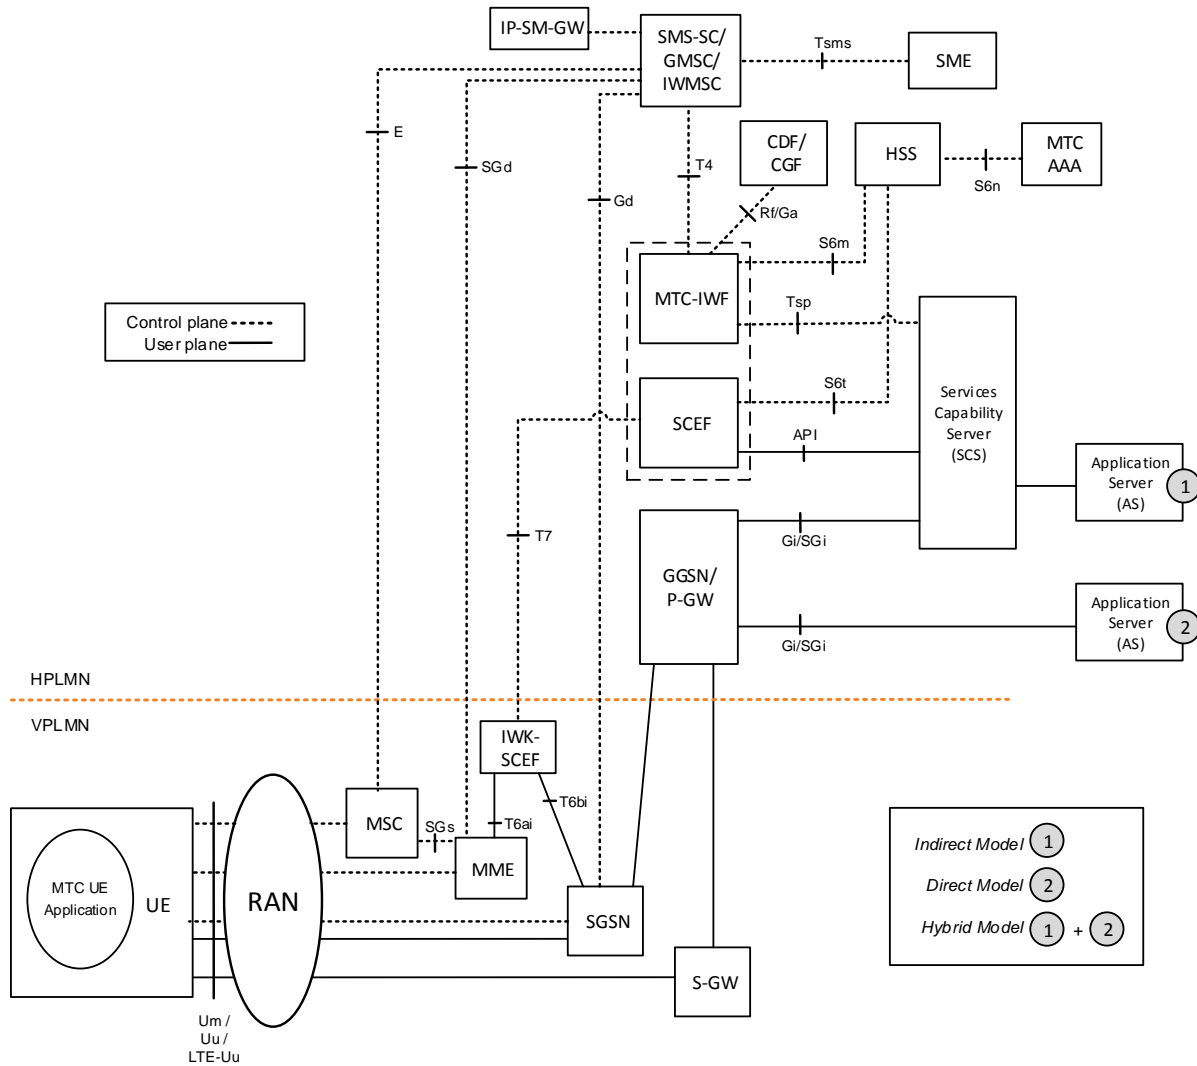 IP-SM-GW
SMS-SC/
GMSC/
IWMSC
Tsms
SME
E
SGd
Gd
T4
CDF/
CGF
HSS
S6n
MTC
AAA
Rf/Ga
S6m
MTC-IWF
Tsp
Control plane
User plane
S6t
SCEF
API
Services
Capability
Server
(SCS)
Application
Server
(AS)
1
T7
Gi/SGi
GGSN/
P-GW
Gi/SGi
Application
Server
(AS)
2
HPLMN
VPLMN
IWK-
SCEF
T6ai
T6bi
MSC
SGs
MME
MTC UE
Application
UE
RAN
SGSN
S-GW
Um /
Uu /
LTE-Uu
Indirect Model 1
Direct Model 2
Hybrid Model 1 + 2